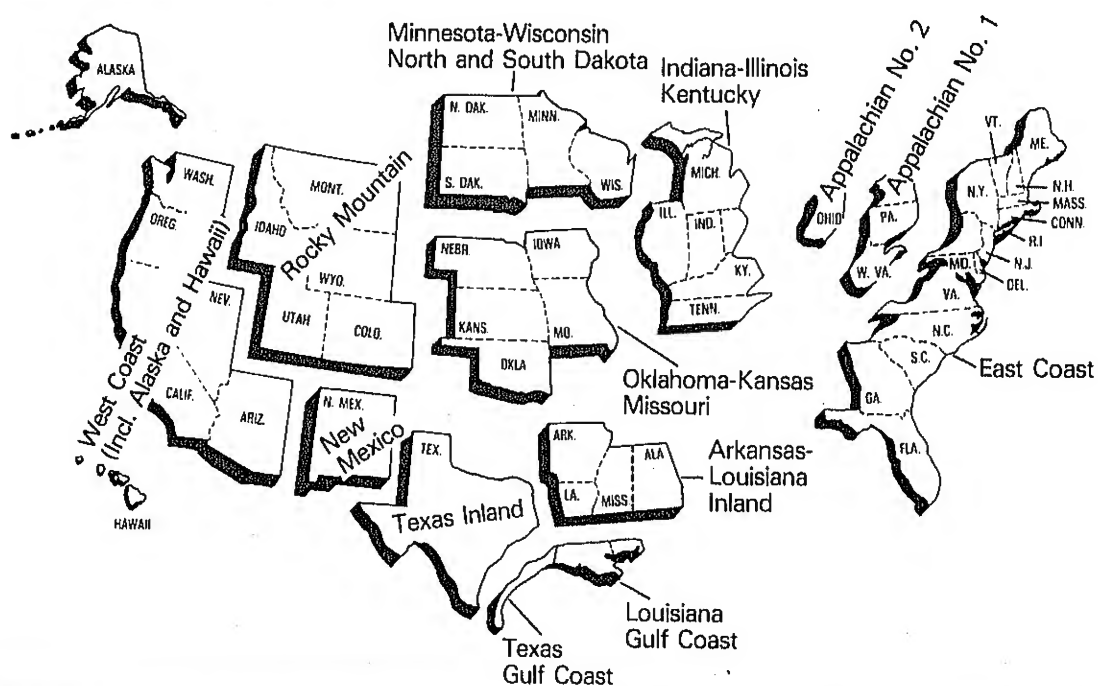 Minnesota-Wisconsin
North and South Dakota
Indiana-Illinois
Kentucky
Appalachian No. 2
Appalachian No. 1
ALASKA
WASH.
OREG.
NEV.
CALIF.
ARIZ.
West Coast
(Incl. Alaska and Hawaii)
HAWAII
MONT.
IDAHO
WYO.
UTAH
COLO.
Rocky Mountain
N. MEX.
New
Mexico
N. DAK.
MINN.
S. DAK.
WIS.
NEBR.
IOWA
KANS.
MO.
OKLA
Oklahoma-Kansas
Missouri
MICH.
ILL.
IND.
KY.
TENN.
OHIO
PA.
W. VA.
VT.
ME.
N.Y.
N.H.
MASS.
CONN.
R.I
N.J.
MD.
DEL.
VA.
N.C.
S.C.
GA.
FLA.
East Coast
TEX.
Texas Inland
ARK.
LA.
MISS.
ALA
Arkansas-
Louisiana
Inland
Louisiana
Gulf Coast
Texas
Gulf Coast